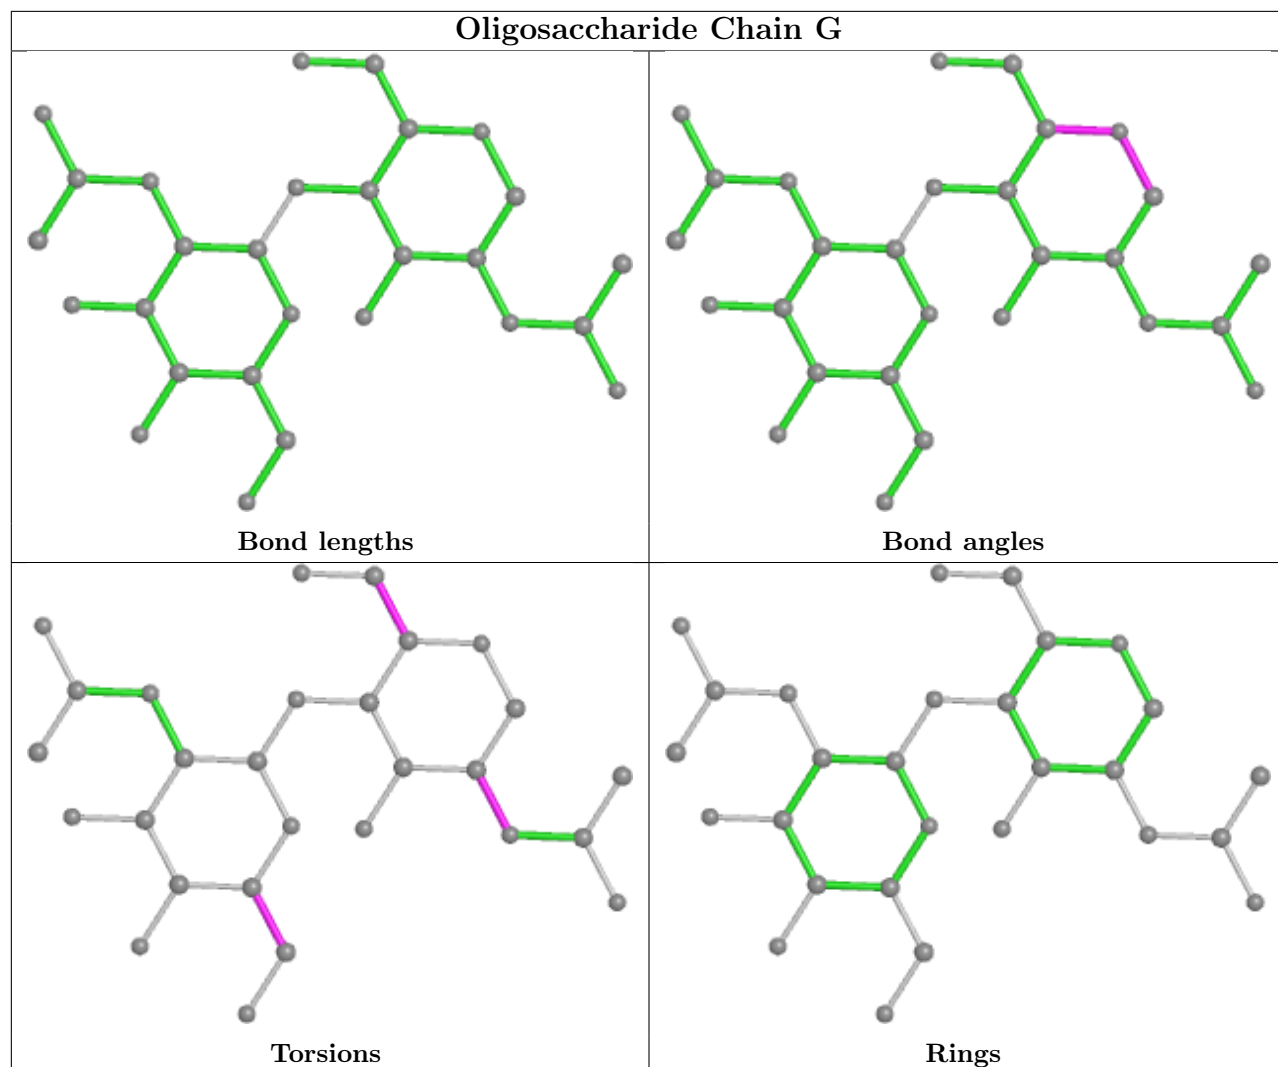 Oligosaccharide Chain G
Bond lengths
Bond angles
Torsions
Rings